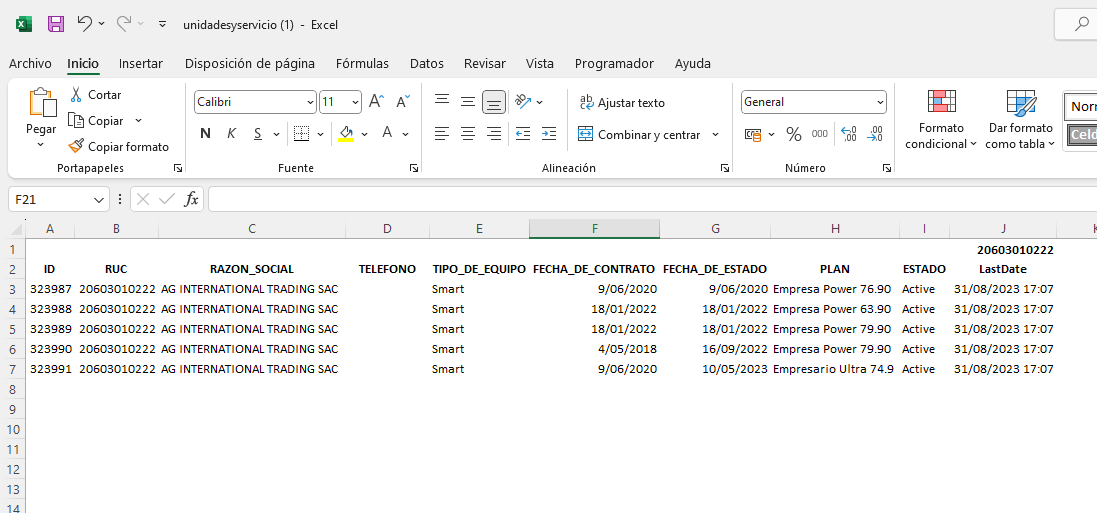 unidadesyservicio (1) - Excel
Archivo Inicio Insertar Disposición de página Fórmulas Datos Revisar Vista Programador Ayuda
Pegar
Cortar
Copiar
Copiar formato
Portapapeles
Calibri 11
N K S
A
Fuente
Ajustar texto
Combinar y centrar
Alineación
General
% 000
Número
Formato condicional
Dar formato como tabla
Norr
Celd
F21 fx
A B C D E F G H I J K
1 20603010222
2 ID RUC RAZON_SOCIAL TELEFONO TIPO_DE_EQUIPO FECHA_DE_CONTRATO FECHA_DE_ESTADO PLAN ESTADO LastDate
3 323987 20603010222 AG INTERNATIONAL TRADING SAC Smart 9/06/2020 9/06/2020 Empresa Power 76.90 Active 31/08/2023 17:07
4 323988 20603010222 AG INTERNATIONAL TRADING SAC Smart 18/01/2022 18/01/2022 Empresa Power 63.90 Active 31/08/2023 17:07
5 323989 20603010222 AG INTERNATIONAL TRADING SAC Smart 18/01/2022 18/01/2022 Empresa Power 79.90 Active 31/08/2023 17:07
6 323990 20603010222 AG INTERNATIONAL TRADING SAC Smart 4/05/2018 16/09/2022 Empresa Power 79.90 Active 31/08/2023 17:07
7 323991 20603010222 AG INTERNATIONAL TRADING SAC Smart 9/06/2020 10/05/2023 Empresario Ultra 74.9 Active 31/08/2023 17:07
8
9
10
11
12
13
14